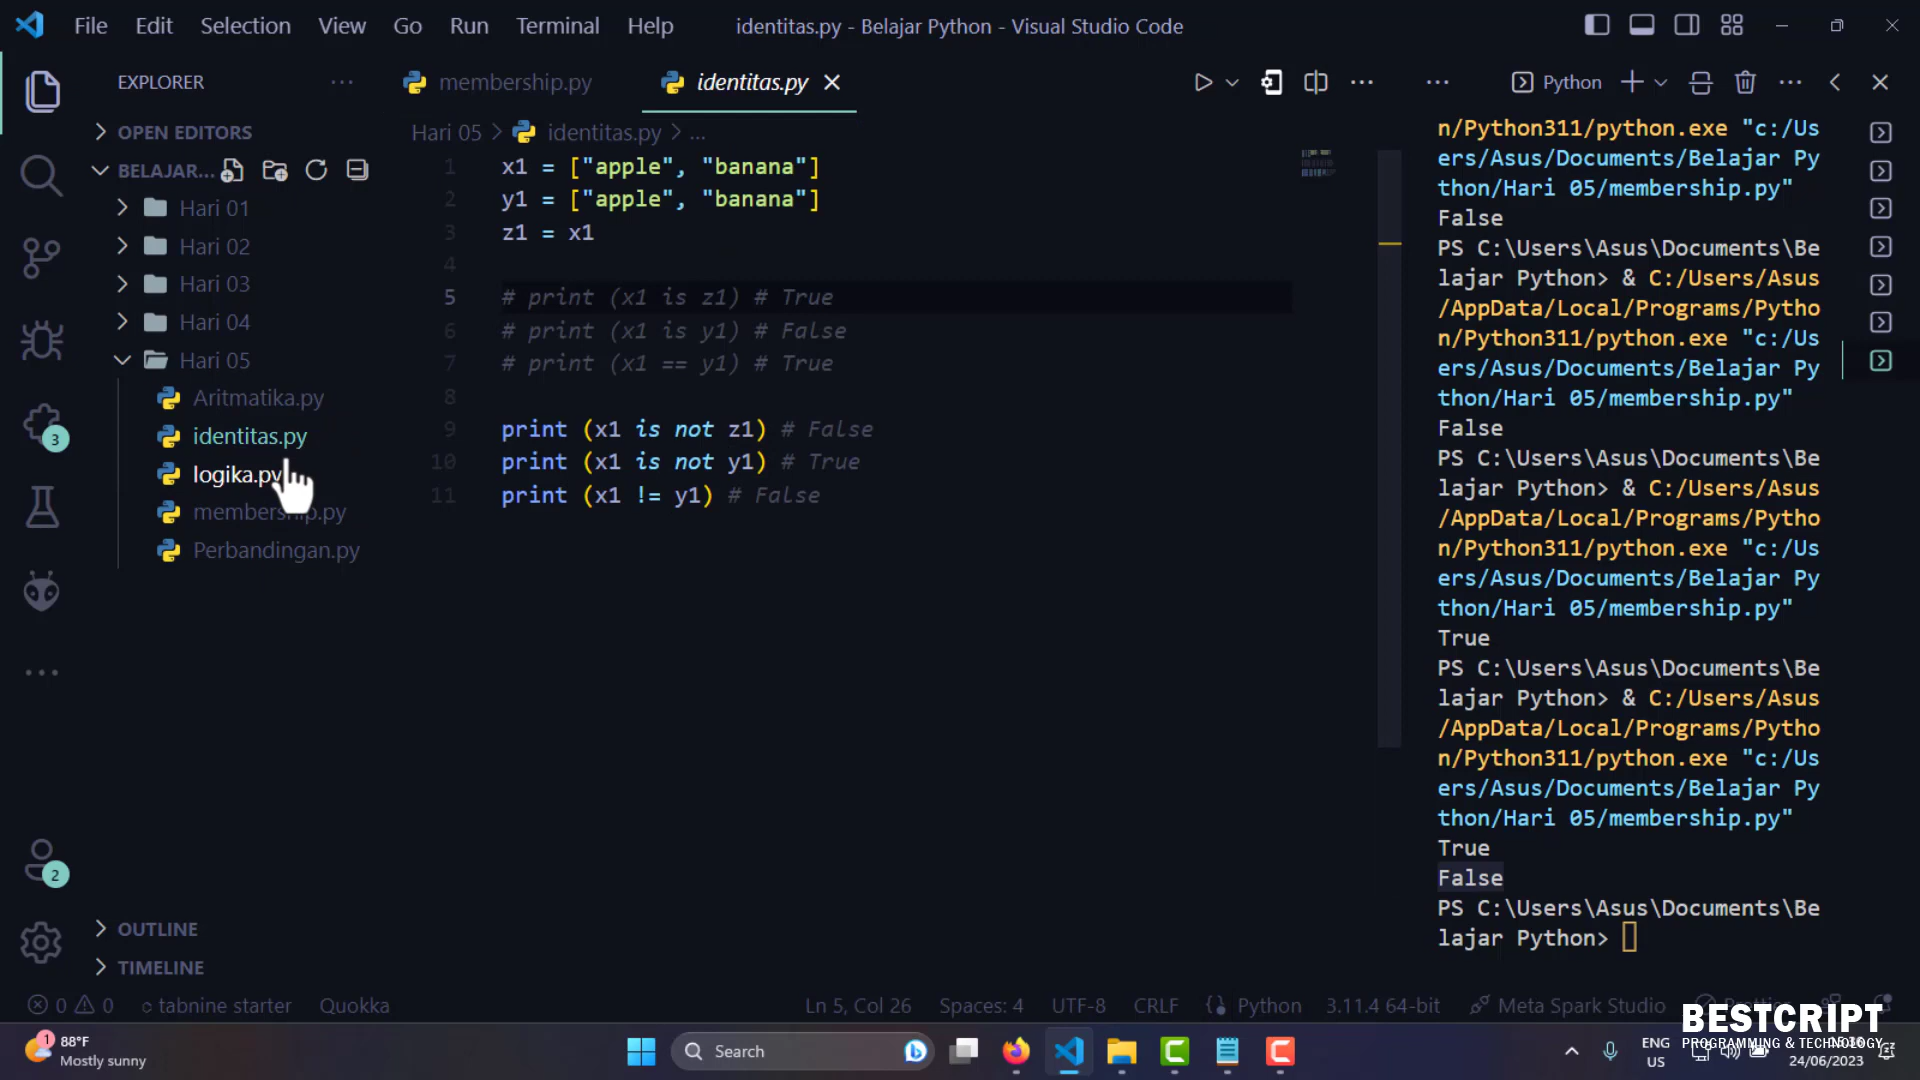 File Edit Selection View Go Run Terminal Help
identitas.py - Belajar Python - Visual Studio Code
EXPLORER
OPEN EDITORS
BELAJAR...
Hari 01
Hari 02
Hari 03
Hari 04
Hari 05
Aritmatika.py
identitas.py
logika.py
membership.py
Perbandingan.py
OUTLINE
TIMELINE
3
2
membership.py
identitas.py
Hari 05 > identitas.py > ...
1 x1 = ["apple", "banana"]
2 y1 = ["apple", "banana"]
3 z1 = x1
4
5 # print (x1 is z1) # True
6 # print (x1 is y1) # False
7 # print (x1 == y1) # True
8
9 print (x1 is not z1) # False
10 print (x1 is not y1) # True
11 print (x1 != y1) # False
Python
n/Python311/python.exe "c:/Us
ers/Asus/Documents/Belajar Py
thon/Hari 05/membership.py"
False
PS C:\Users\Asus\Documents\Be
lajar Python> & C:/Users/Asus
/AppData/Local/Programs/Pytho
n/Python311/python.exe "c:/Us
ers/Asus/Documents/Belajar Py
thon/Hari 05/membership.py"
False
PS C:\Users\Asus\Documents\Be
lajar Python> & C:/Users/Asus
/AppData/Local/Programs/Pytho
n/Python311/python.exe "c:/Us
ers/Asus/Documents/Belajar Py
thon/Hari 05/membership.py"
True
PS C:\Users\Asus\Documents\Be
lajar Python> & C:/Users/Asus
/AppData/Local/Programs/Pytho
n/Python311/python.exe "c:/Us
ers/Asus/Documents/Belajar Py
thon/Hari 05/membership.py"
True
False
PS C:\Users\Asus\Documents\Be
lajar Python>
0 0 tabnine starter Quokka
Ln 5, Col 26 Spaces: 4 UTF-8 CRLF Python 3.11.4 64-bit Meta Spark Studio
BESTCRIPT
PROGRAMMING & TECHNOLOGY
1
88°F
Mostly sunny
Search
ENG
US
24/06/2023